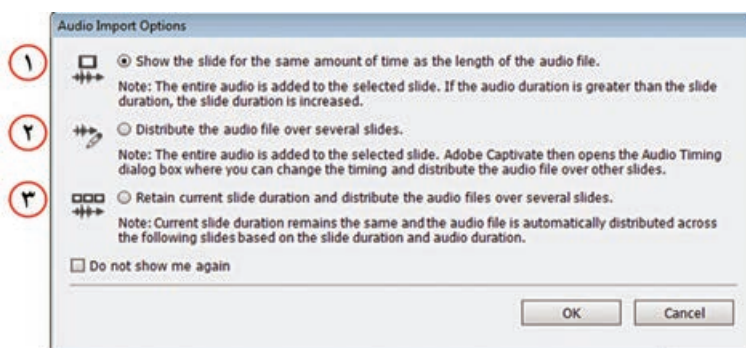 Audio Import Options
۱ Show the slide for the same amount of time as the length of the audio file.
Note: The entire audio is added to the selected slide. If the audio duration is greater than the slide
duration, the slide duration is increased.
۲ Distribute the audio file over several slides.
Note: The entire audio is added to the selected slide. Adobe Captivate then opens the Audio Timing
dialog box where you can change the timing and distribute the audio file over other slides.
۳ Retain current slide duration and distribute the audio files over several slides.
Note: Current slide duration remains the same and the audio file is automatically distributed across
the following slides based on the slide duration and audio duration.
Do not show me again
OK Cancel